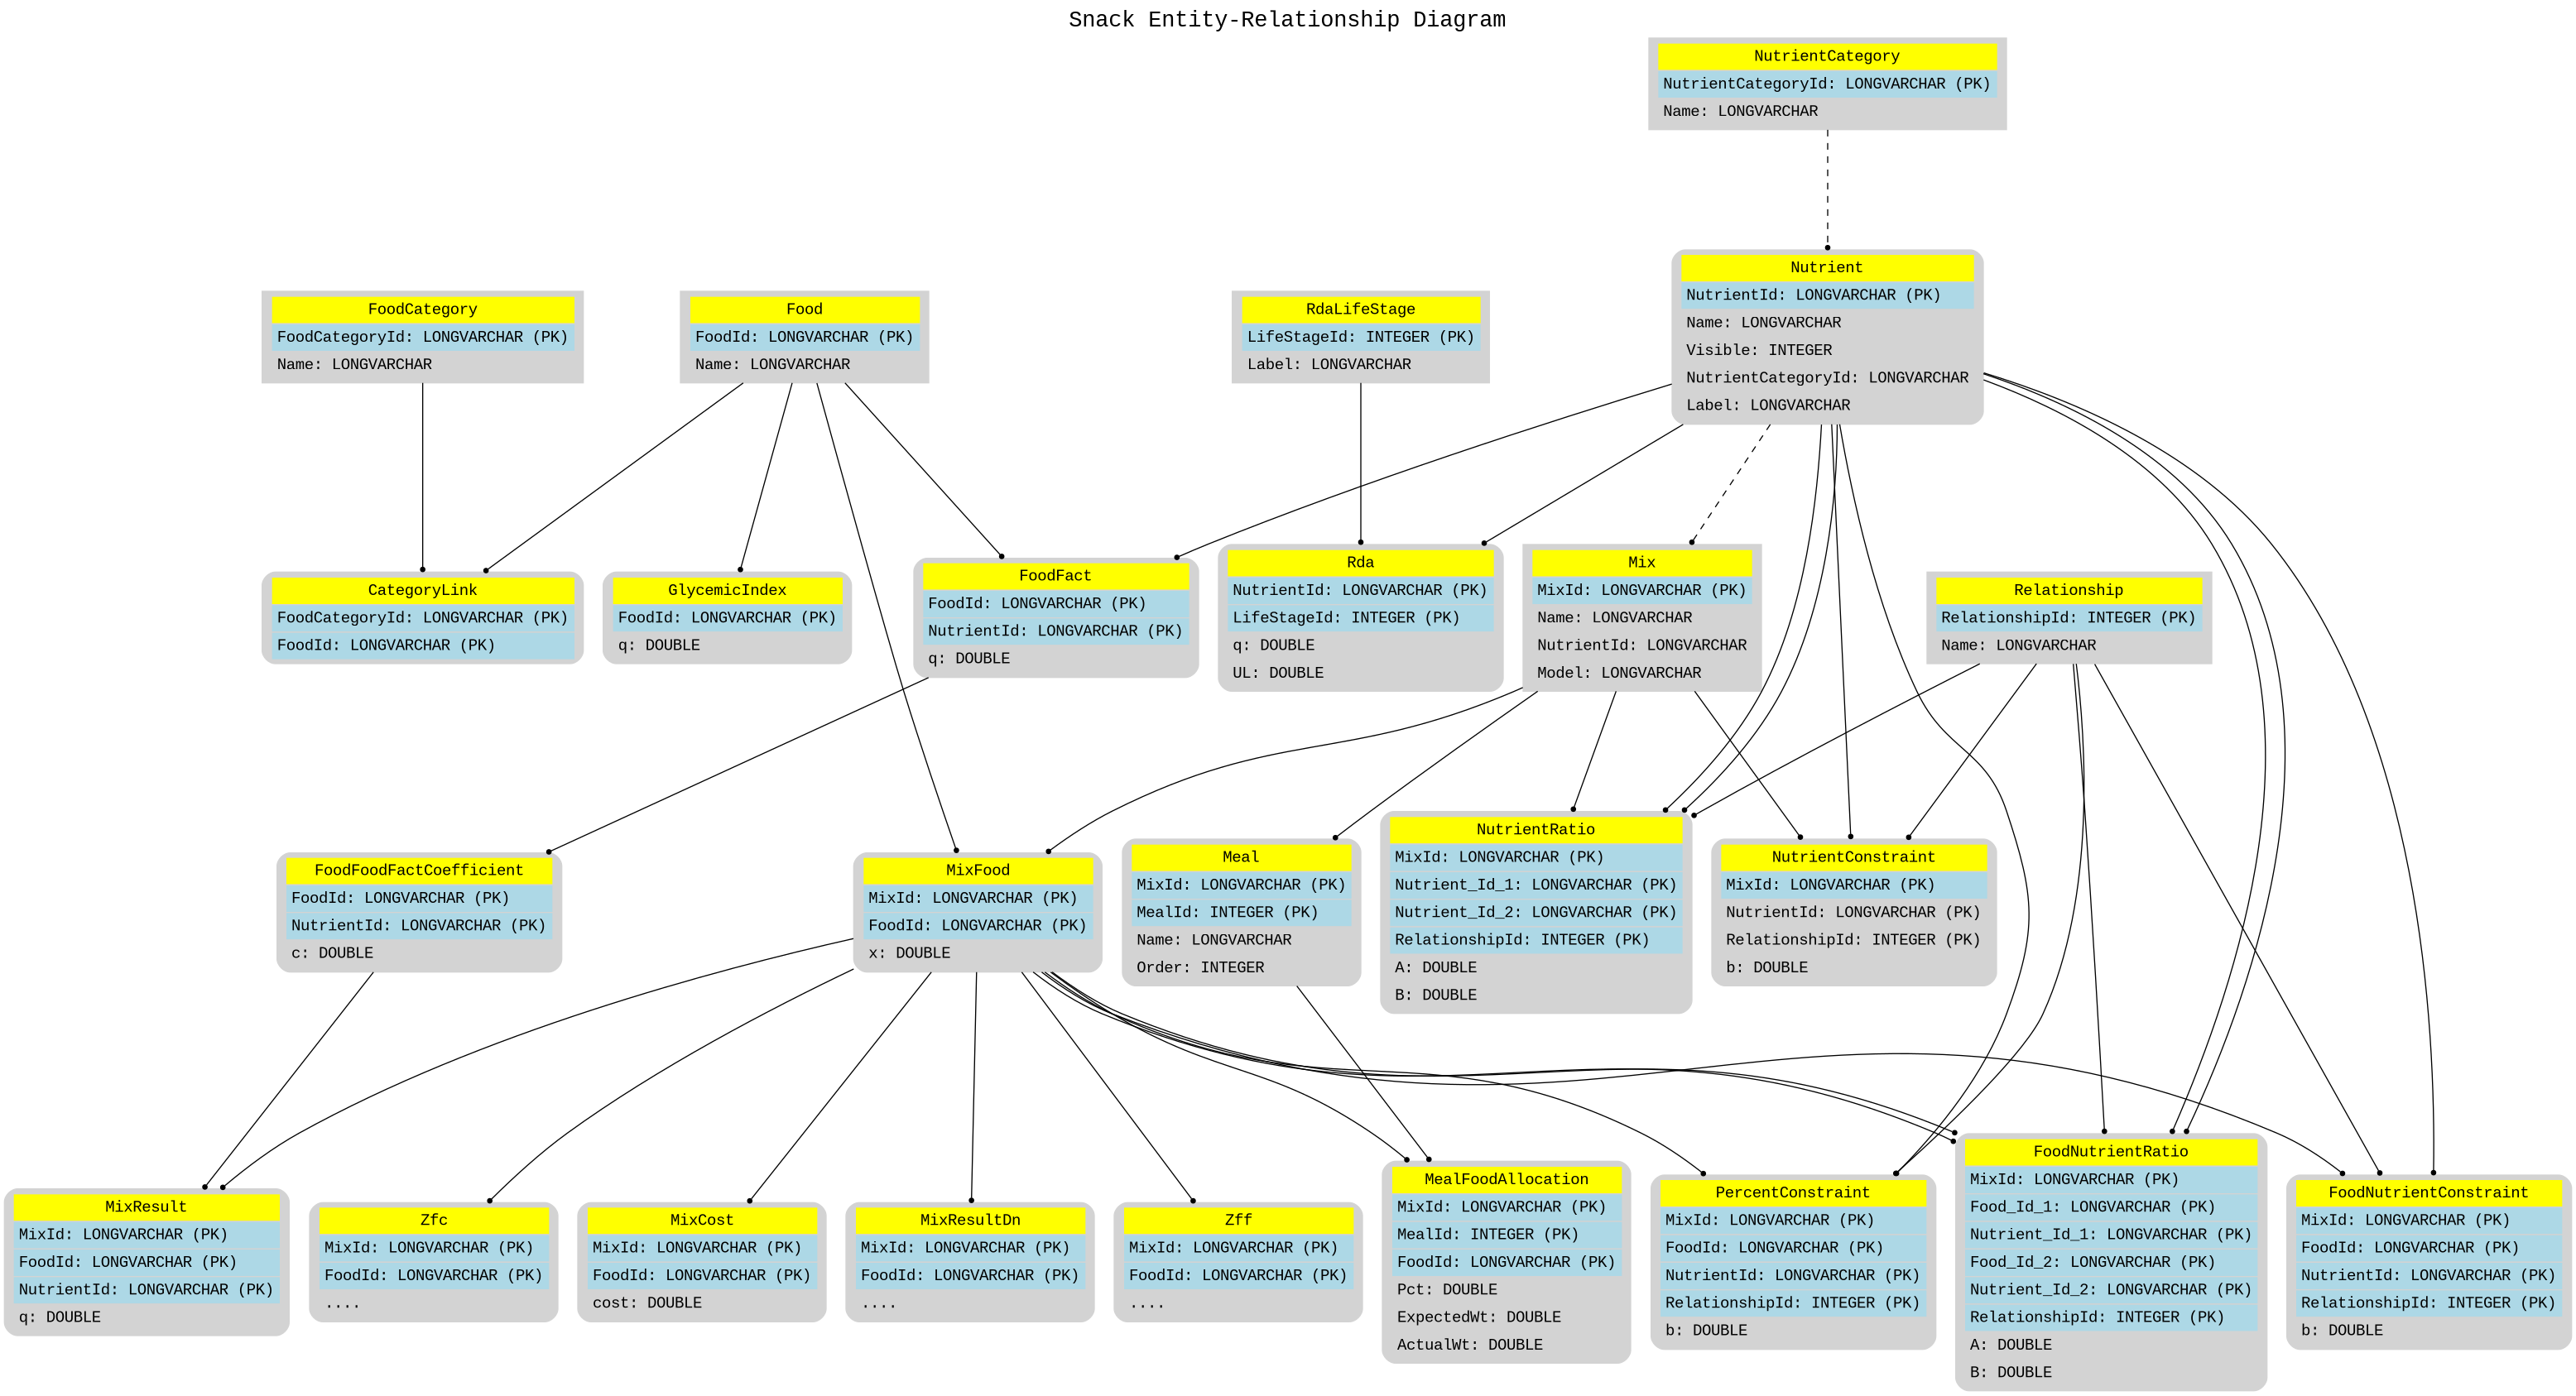 Snack Entity-Relationship Diagram
NutrientCategory
NutrientCategoryId: LONGVARCHAR (PK)
Name: LONGVARCHAR
Nutrient
NutrientId: LONGVARCHAR (PK)
Name: LONGVARCHAR
Visible: INTEGER
NutrientCategoryId: LONGVARCHAR
Label: LONGVARCHAR
FoodCategory
FoodCategoryId: LONGVARCHAR (PK)
Name: LONGVARCHAR
Food
FoodId: LONGVARCHAR (PK)
Name: LONGVARCHAR
RdaLifeStage
LifeStageId: INTEGER (PK)
Label: LONGVARCHAR
CategoryLink
FoodCategoryId: LONGVARCHAR (PK)
FoodId: LONGVARCHAR (PK)
GlycemicIndex
FoodId: LONGVARCHAR (PK)
q: DOUBLE
FoodFact
FoodId: LONGVARCHAR (PK)
NutrientId: LONGVARCHAR (PK)
q: DOUBLE
Rda
NutrientId: LONGVARCHAR (PK)
LifeStageId: INTEGER (PK)
q: DOUBLE
UL: DOUBLE
Mix
MixId: LONGVARCHAR (PK)
Name: LONGVARCHAR
NutrientId: LONGVARCHAR
Model: LONGVARCHAR
Relationship
RelationshipId: INTEGER (PK)
Name: LONGVARCHAR
FoodFoodFactCoefficient
FoodId: LONGVARCHAR (PK)
NutrientId: LONGVARCHAR (PK)
c: DOUBLE
MixFood
MixId: LONGVARCHAR (PK)
FoodId: LONGVARCHAR (PK)
x: DOUBLE
Meal
MixId: LONGVARCHAR (PK)
MealId: INTEGER (PK)
Name: LONGVARCHAR
Order: INTEGER
NutrientRatio
MixId: LONGVARCHAR (PK)
Nutrient_Id_1: LONGVARCHAR (PK)
Nutrient_Id_2: LONGVARCHAR (PK)
RelationshipId: INTEGER (PK)
A: DOUBLE
B: DOUBLE
NutrientConstraint
MixId: LONGVARCHAR (PK)
NutrientId: LONGVARCHAR (PK)
RelationshipId: INTEGER (PK)
b: DOUBLE
MixResult
MixId: LONGVARCHAR (PK)
FoodId: LONGVARCHAR (PK)
NutrientId: LONGVARCHAR (PK)
q: DOUBLE
Zfc
MixId: LONGVARCHAR (PK)
FoodId: LONGVARCHAR (PK)
....
MixCost
MixId: LONGVARCHAR (PK)
FoodId: LONGVARCHAR (PK)
cost: DOUBLE
MixResultDn
MixId: LONGVARCHAR (PK)
FoodId: LONGVARCHAR (PK)
....
Zff
MixId: LONGVARCHAR (PK)
FoodId: LONGVARCHAR (PK)
....
MealFoodAllocation
MixId: LONGVARCHAR (PK)
MealId: INTEGER (PK)
FoodId: LONGVARCHAR (PK)
Pct: DOUBLE
ExpectedWt: DOUBLE
ActualWt: DOUBLE
PercentConstraint
MixId: LONGVARCHAR (PK)
FoodId: LONGVARCHAR (PK)
NutrientId: LONGVARCHAR (PK)
RelationshipId: INTEGER (PK)
b: DOUBLE
FoodNutrientRatio
MixId: LONGVARCHAR (PK)
Food_Id_1: LONGVARCHAR (PK)
Nutrient_Id_1: LONGVARCHAR (PK)
Food_Id_2: LONGVARCHAR (PK)
Nutrient_Id_2: LONGVARCHAR (PK)
RelationshipId: INTEGER (PK)
A: DOUBLE
B: DOUBLE
FoodNutrientConstraint
MixId: LONGVARCHAR (PK)
FoodId: LONGVARCHAR (PK)
NutrientId: LONGVARCHAR (PK)
RelationshipId: INTEGER (PK)
b: DOUBLE